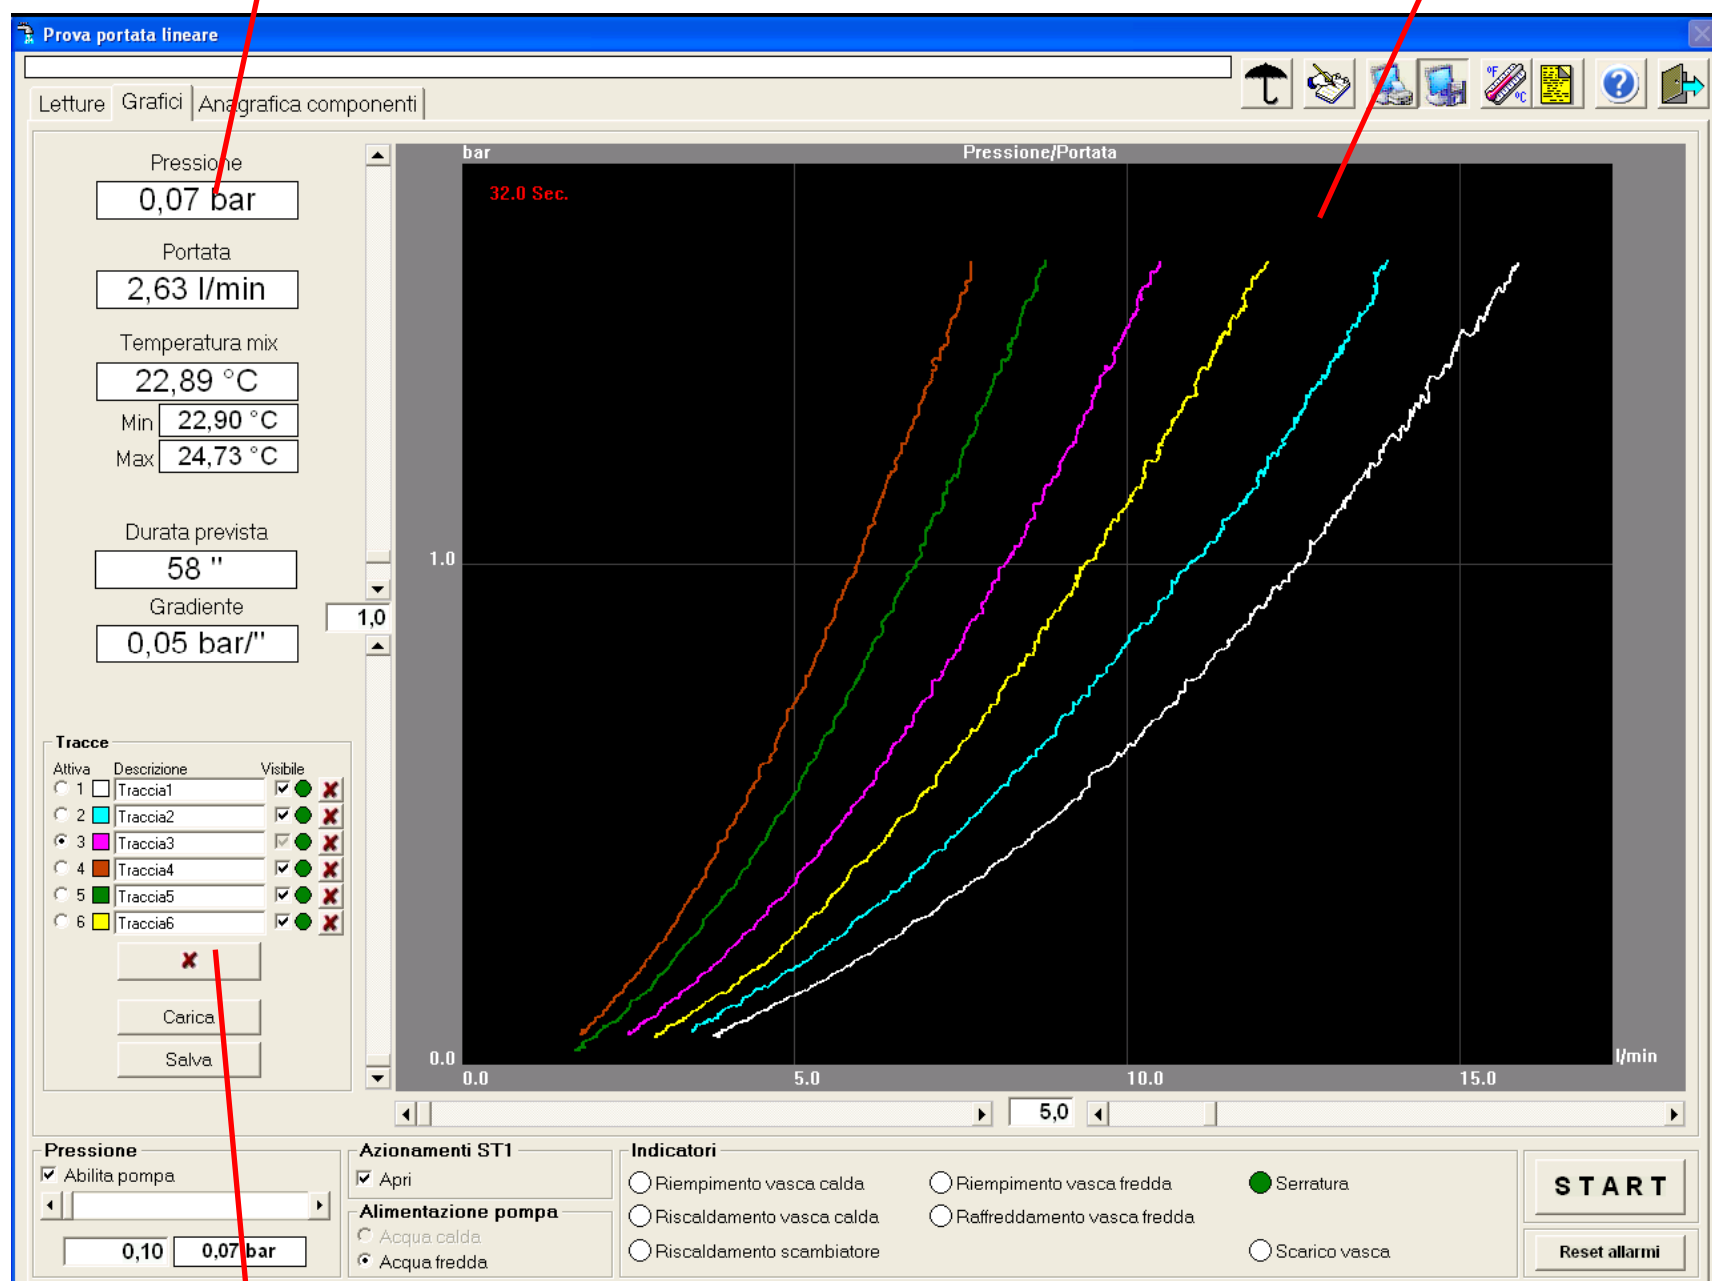 Prova portata lineare
Letture Grafici Anagrafica componenti
°F °C
?
Pressione
0,07 bar
Portata
2,63 l/min
Temperatura mix
22,89 °C
Min 22,90 °C
Max 24,73 °C
Durata prevista
58 "
Gradiente
0,05 bar/"
1,0
bar Pressione/Portata
32.0 Sec.
1.0
0.0
l/min
0.0 5.0 10.0 15.0
5,0
Tracce
Attiva Descrizione Visibile
1 Traccia1
2 Traccia2
3 Traccia3
4 Traccia4
5 Traccia5
6 Traccia6
Carica
Salva
Pressione
Abilita pompa
0,10 0,07 bar
Azionamenti ST1
Apri
Alimentazione pompa
Acqua calda
Acqua fredda
Indicatori
Riempimento vasca calda Riempimento vasca fredda Serratura
Riscaldamento vasca calda Raffreddamento vasca fredda
Riscaldamento scambiatore Scarico vasca
START
Reset allarmi